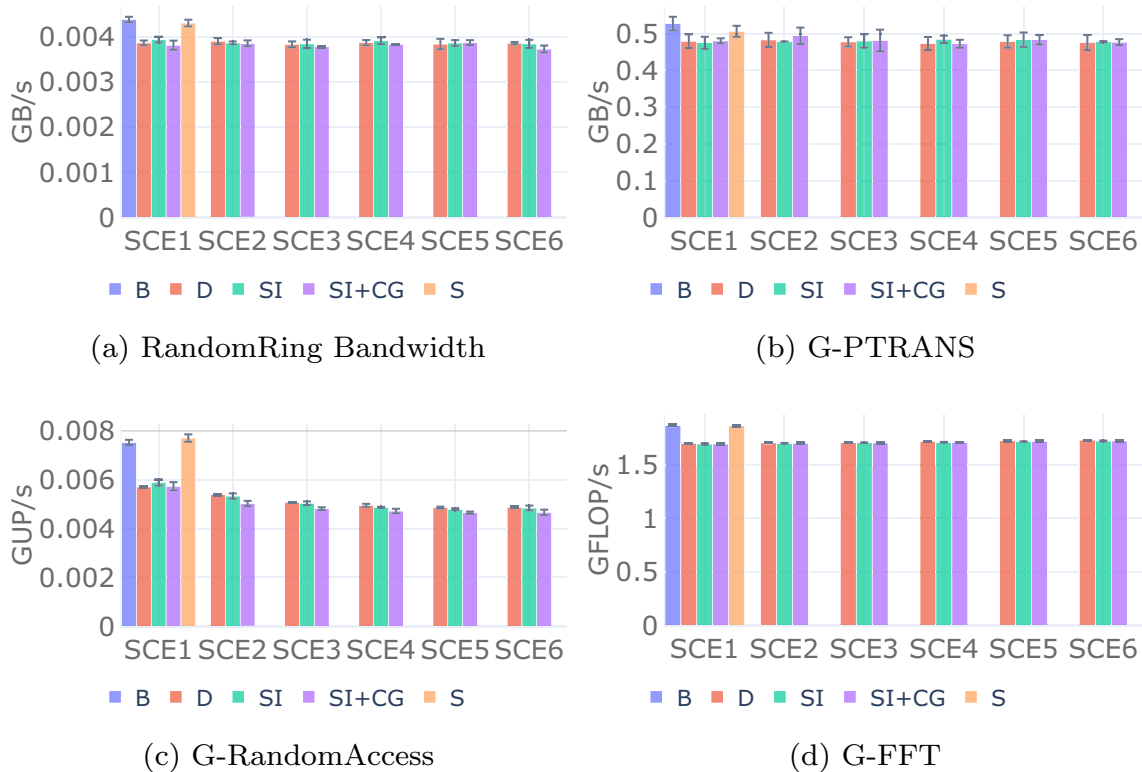 0.004
0.003
0.002
0.001
0
GB/s
SCE1 SCE2 SCE3 SCE4 SCE5 SCE6
B D SI SI+CG S
(a) RandomRing Bandwidth
0.5
0.4
0.3
0.2
0.1
0
GB/s
SCE1 SCE2 SCE3 SCE4 SCE5 SCE6
B D SI SI+CG S
(b) G-PTRANS
0.008
0.006
0.004
0.002
0
GUP/s
SCE1 SCE2 SCE3 SCE4 SCE5 SCE6
B D SI SI+CG S
(c) G-RandomAccess
1.5
1
0.5
0
GFLOP/s
SCE1 SCE2 SCE3 SCE4 SCE5 SCE6
B D SI SI+CG S
(d) G-FFT